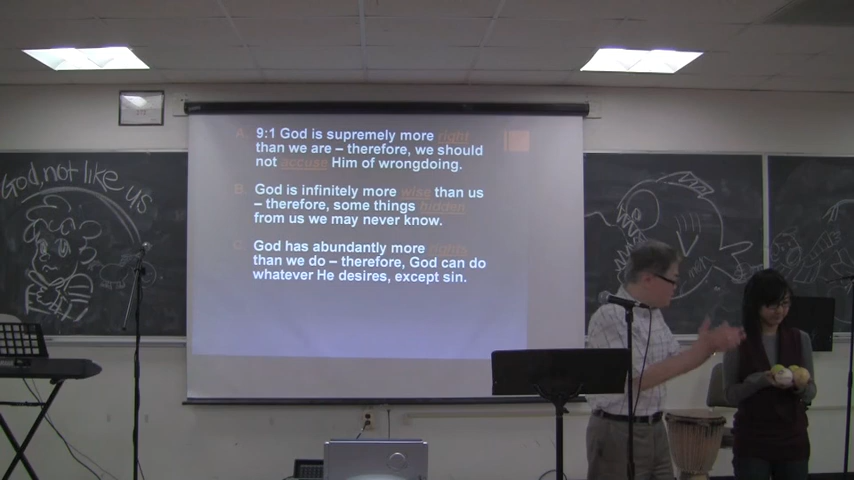 God, not like us
A. 9:1 God is supremely more right
than we are – therefore, we should
not accuse Him of wrongdoing.
B. God is infinitely more wise than us
– therefore, some things hidden
from us we may never know.
C. God has abundantly more rights
than we do – therefore, God can do
whatever He desires, except sin.